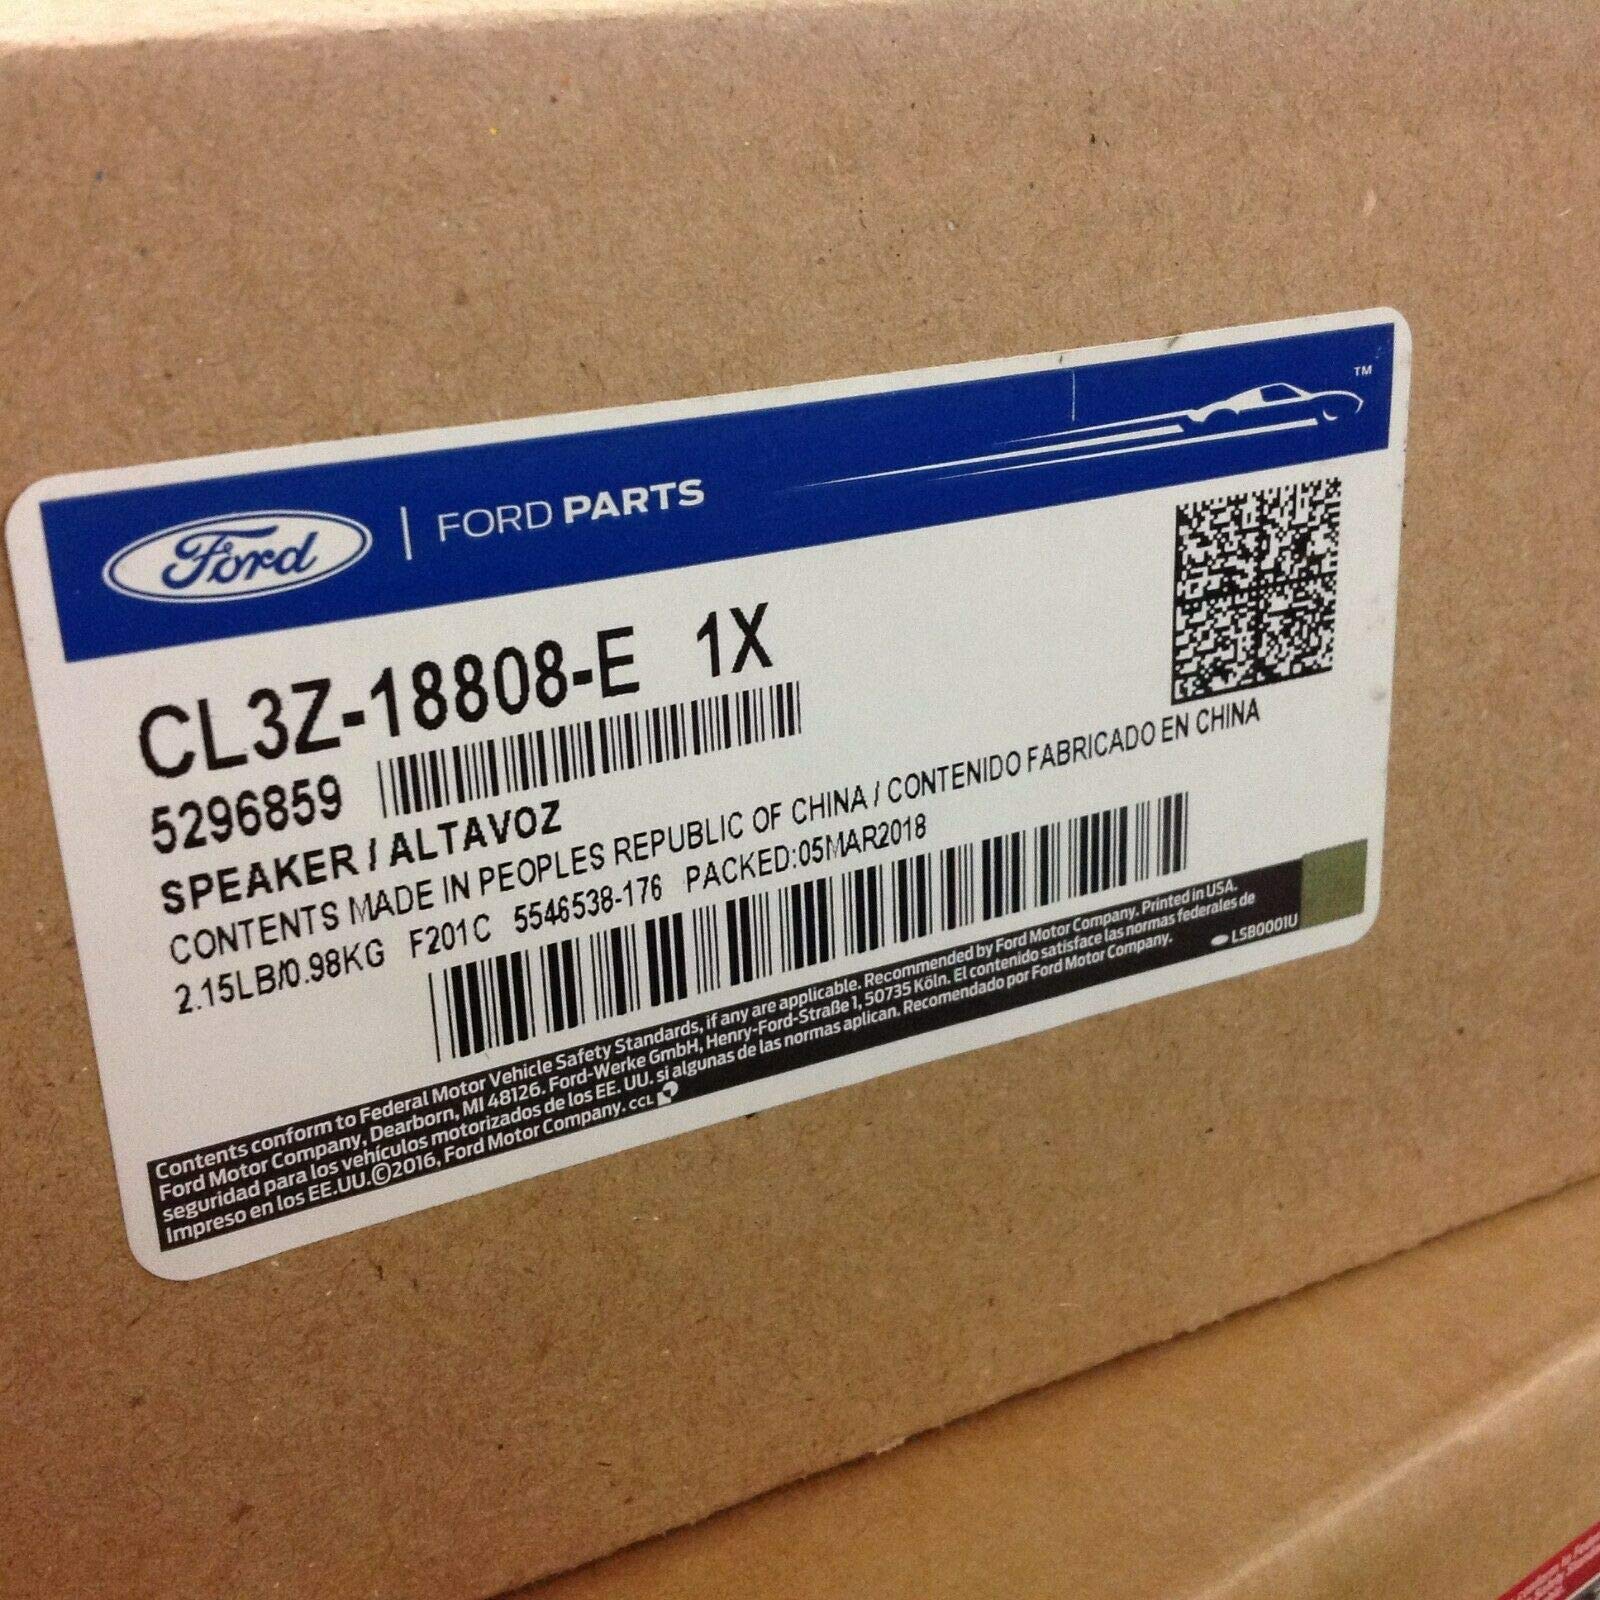 Ford | FORD PARTS ™
CL3Z-18808-E 1X
5296859
SPEAKER / ALTAVOZ
CONTENTS MADE IN PEOPLES REPUBLIC OF CHINA / CONTENIDO FABRICADO EN CHINA
2.15LB/0.98KG F201C 5546538-176 PACKED:05MAR2018
Contents conform to Federal Motor Vehicle Safety Standards, if any are applicable. Recommended by Ford Motor Company. Printed in USA.
Ford Motor Company, Dearborn, MI 48126. Ford-Werke GmbH, Henry-Ford-Straße 1, 50735 Köln. El contenido satisface las normas federales de
seguridad para los vehículos motorizados de los EE. UU. si algunas de las normas aplican. Recomendado por Ford Motor Company.
Impreso en los EE.UU.©2016, Ford Motor Company. CCL
LSB0001U